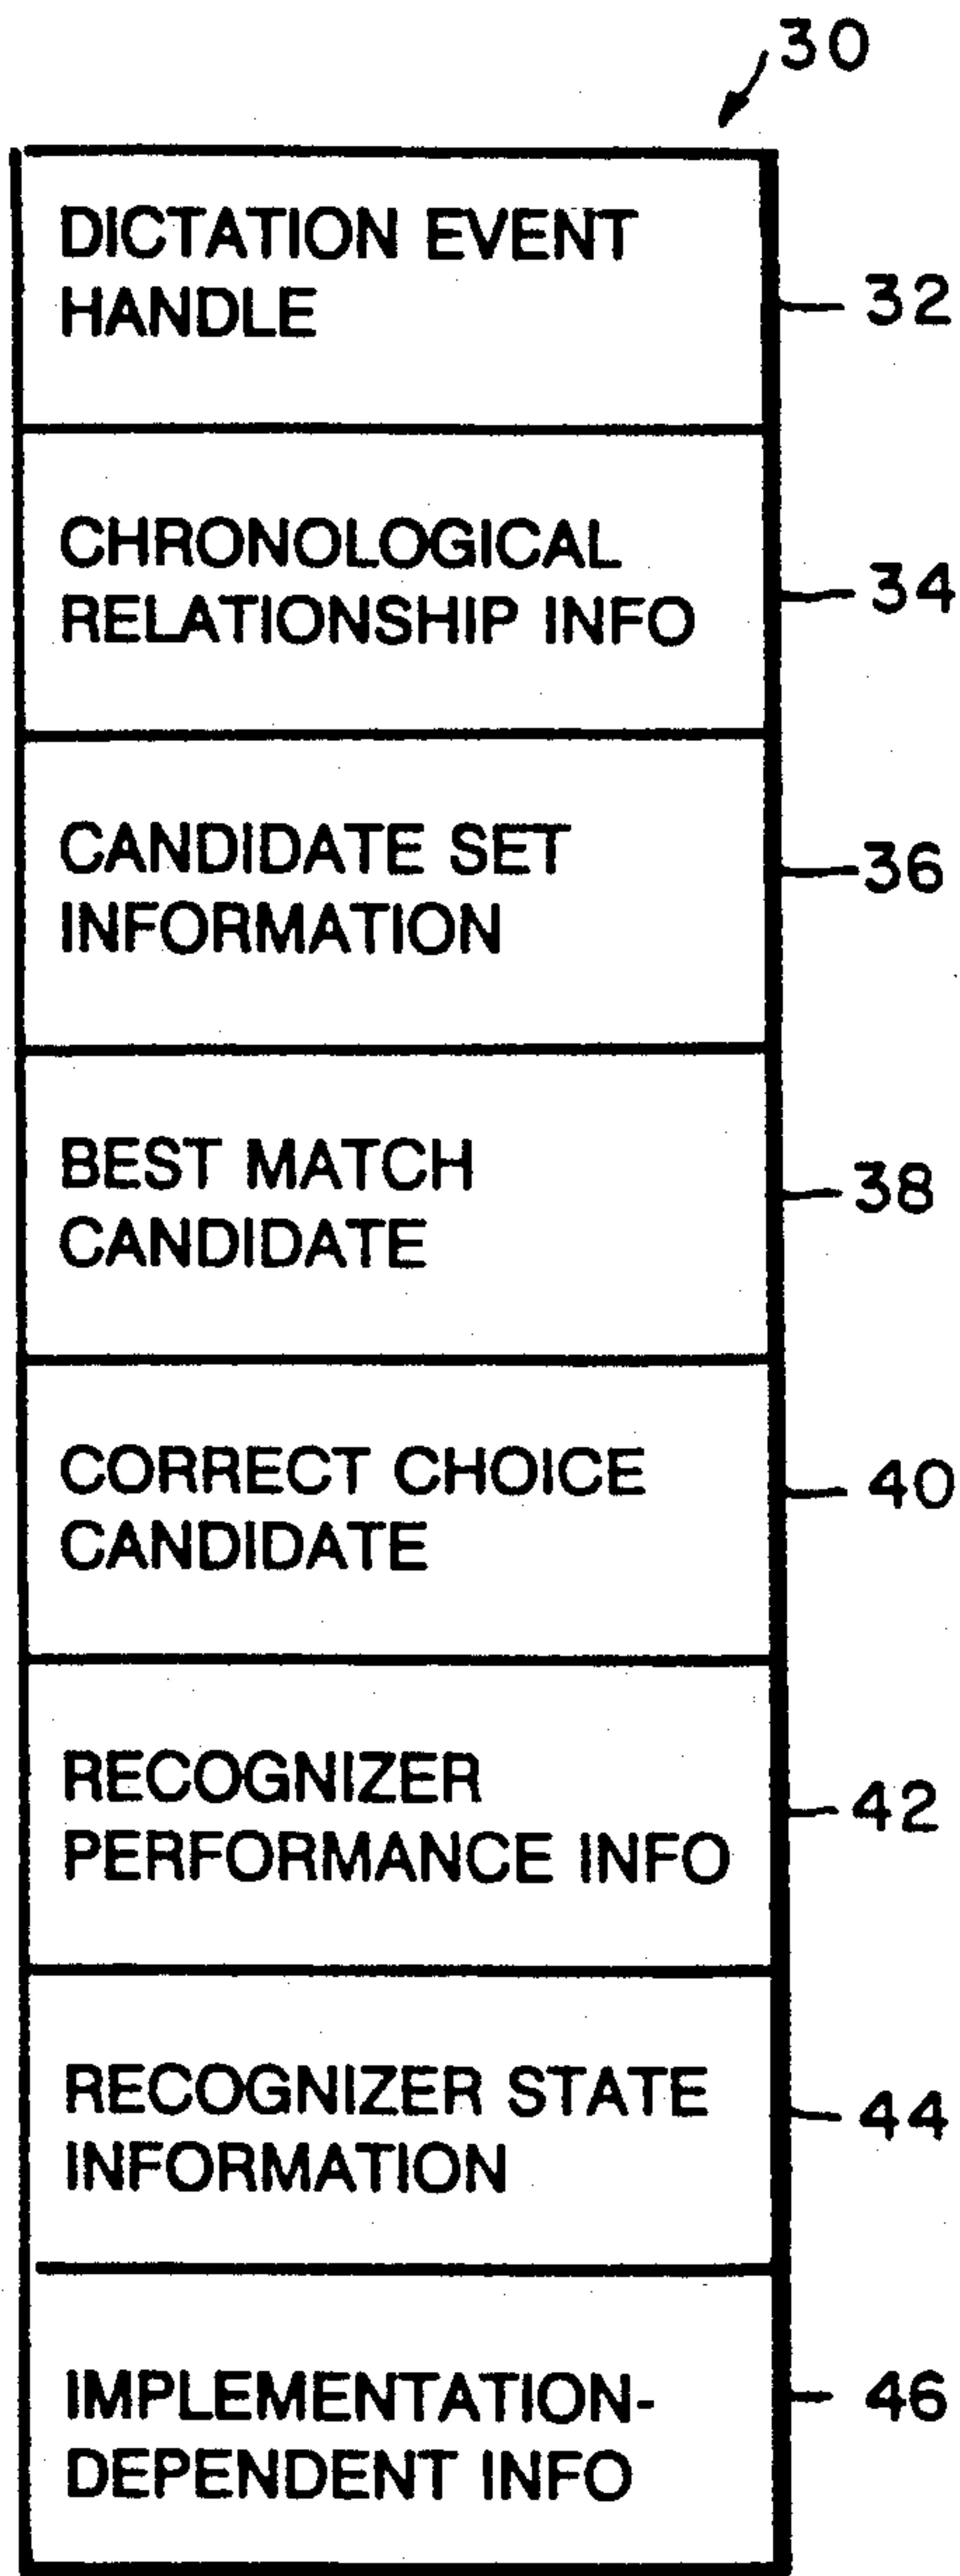 30
DICTATION EVENT
HANDLE
32
CHRONOLOGICAL
RELATIONSHIP INFO
34
CANDIDATE SET
INFORMATION
36
BEST MATCH
CANDIDATE
38
CORRECT CHOICE
CANDIDATE
40
RECOGNIZER
PERFORMANCE INFO
42
RECOGNIZER STATE
INFORMATION
44
IMPLEMENTATION-
DEPENDENT INFO
46